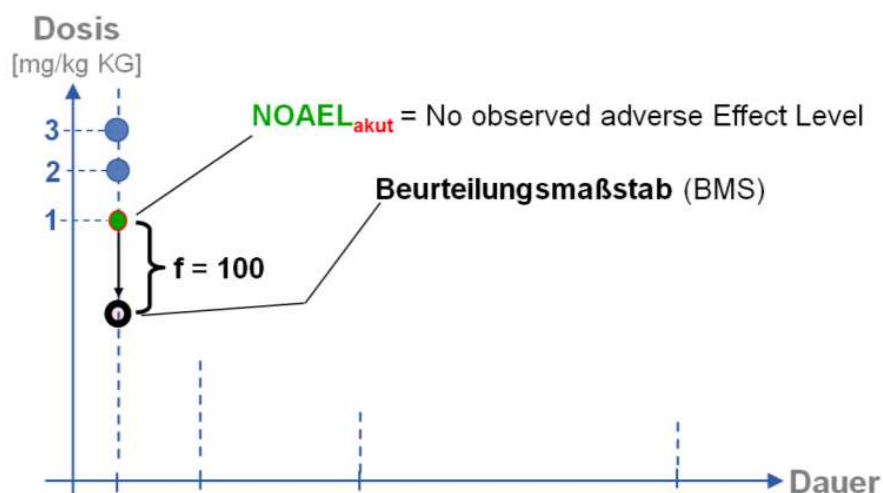 Dosis
[mg/kg KG]
NOAELakut = No observed adverse Effect Level
3
2
Beurteilungsmaßstab (BMS)
1
f = 100
Dauer